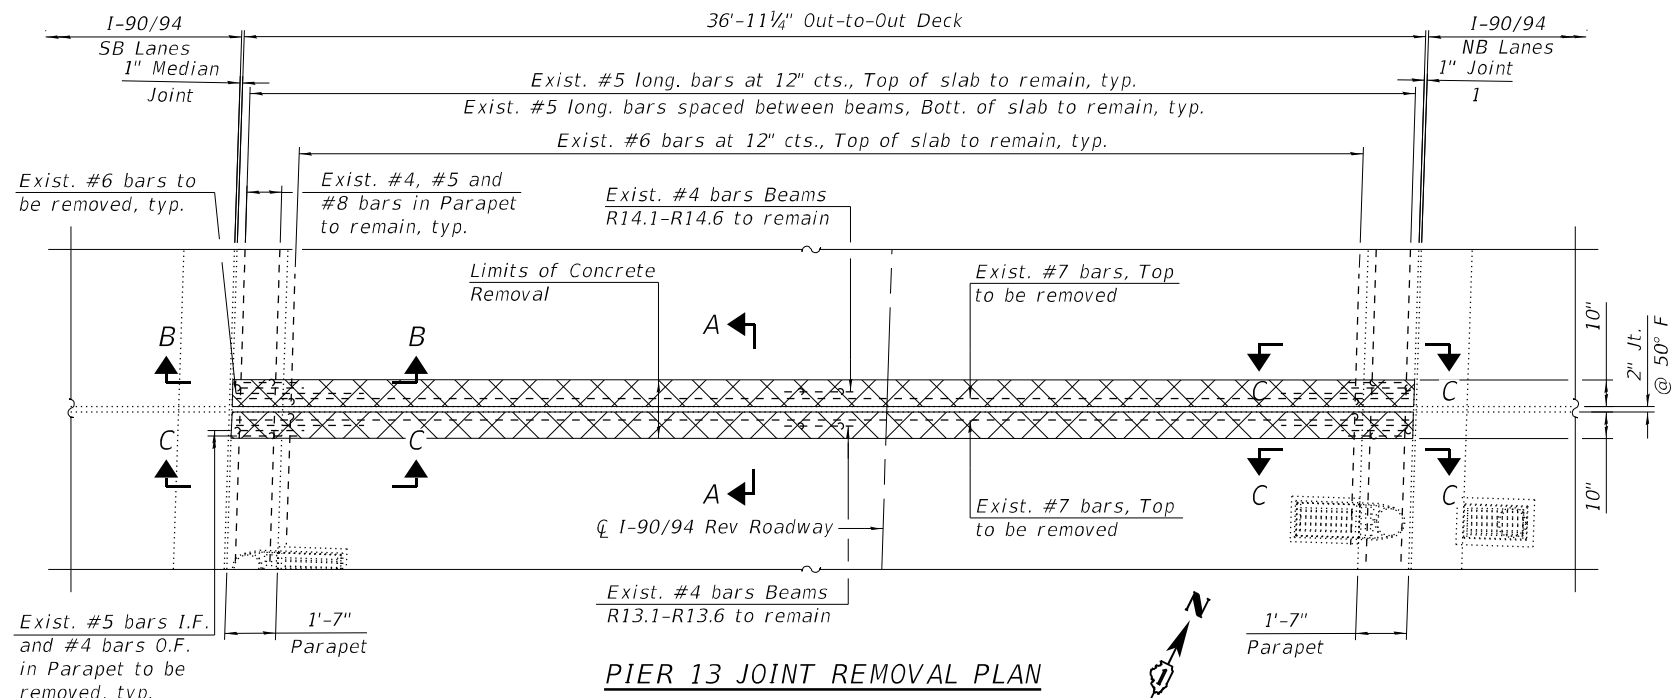 I-90/94
SB Lanes
36'-11¼" Out-to-Out Deck
I-90/94
NB Lanes
1" Median
Joint
1" Joint
1
Exist. #5 long. bars at 12" cts., Top of slab to remain, typ.
Exist. #5 long. bars spaced between beams, Bott. of slab to remain, typ.
Exist. #6 bars at 12" cts., Top of slab to remain, typ.
Exist. #6 bars to
be removed, typ.
Exist. #4, #5 and
#8 bars in Parapet
to remain, typ.
Exist. #4 bars Beams
R14.1-R14.6 to remain
Limits of Concrete
Removal
Exist. #7 bars, Top
to be removed
B
B
A
C
C
10"
2" Jt.
@ 50° F
C
C
A
C
C
10"
Exist. #7 bars, Top
to be removed
℄ I-90/94 Rev Roadway
Exist. #4 bars Beams
R13.1-R13.6 to remain
Exist. #5 bars I.F.
and #4 bars O.F.
in Parapet to be
removed, typ.
1'-7"
Parapet
N
1'-7"
Parapet
PIER 13 JOINT REMOVAL PLAN